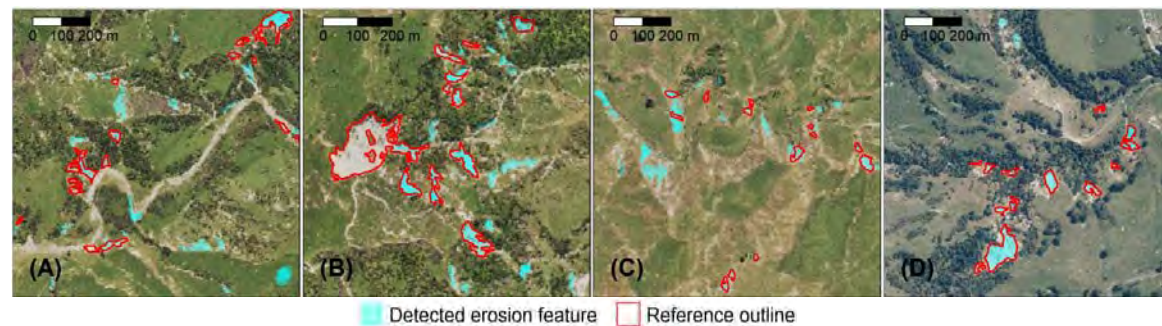 0 100 200 m
0 100 200 m
0 100 200 m
0 100 200 m
(A)
(B)
(C)
(D)
Detected erosion feature
Reference outline